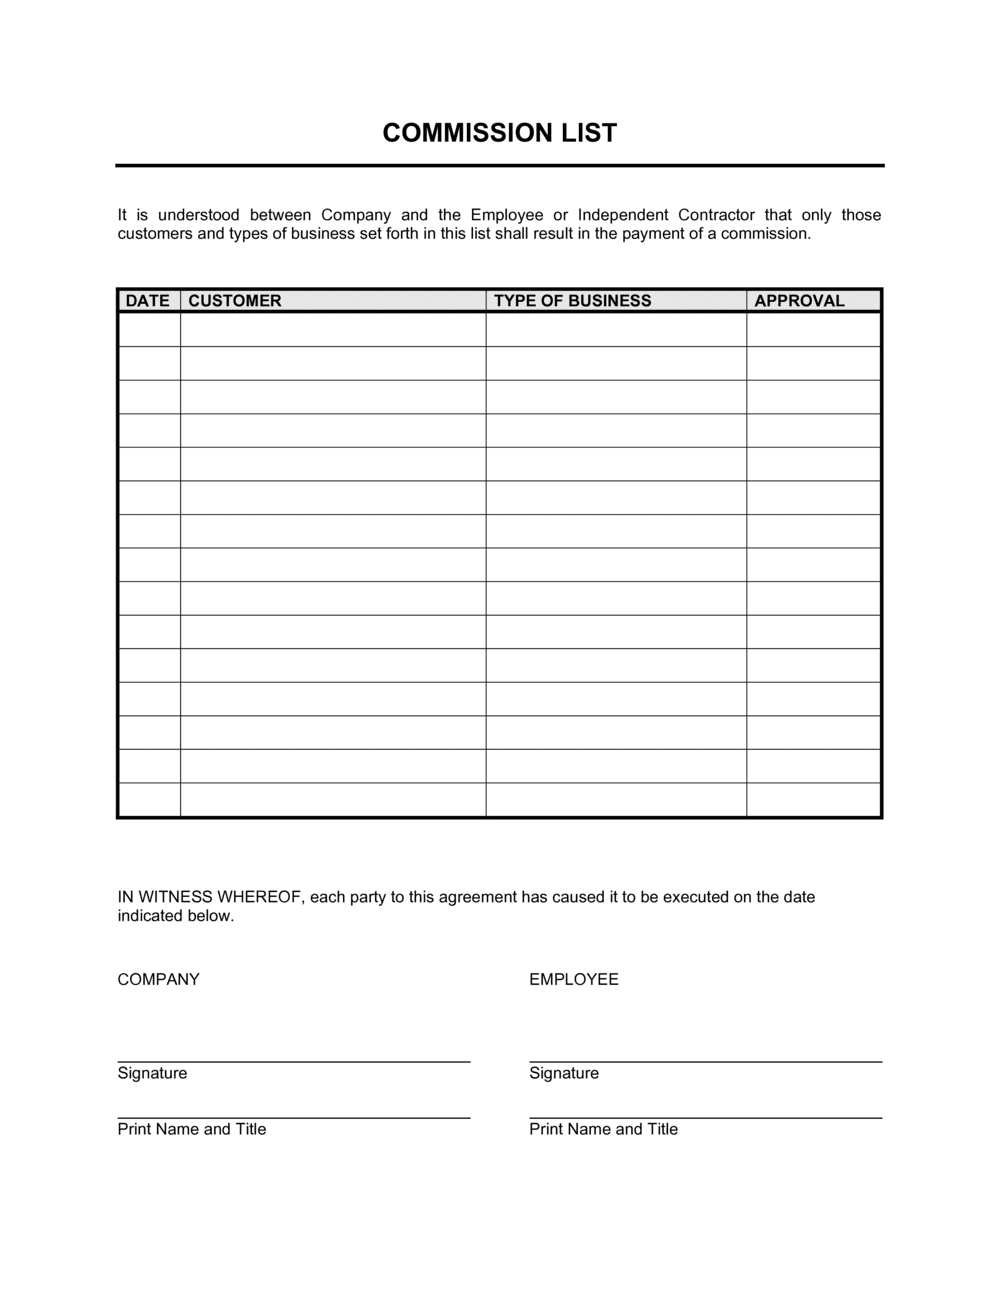 COMMISSION LIST
It is understood between Company and the Employee or Independent Contractor that only those
customers and types of business set forth in this list shall result in the payment of a commission.
DATE CUSTOMER TYPE OF BUSINESS APPROVAL
IN WITNESS WHEREOF, each party to this agreement has caused it to be executed on the date
indicated below.
COMPANY EMPLOYEE
Signature Signature
Print Name and Title Print Name and Title